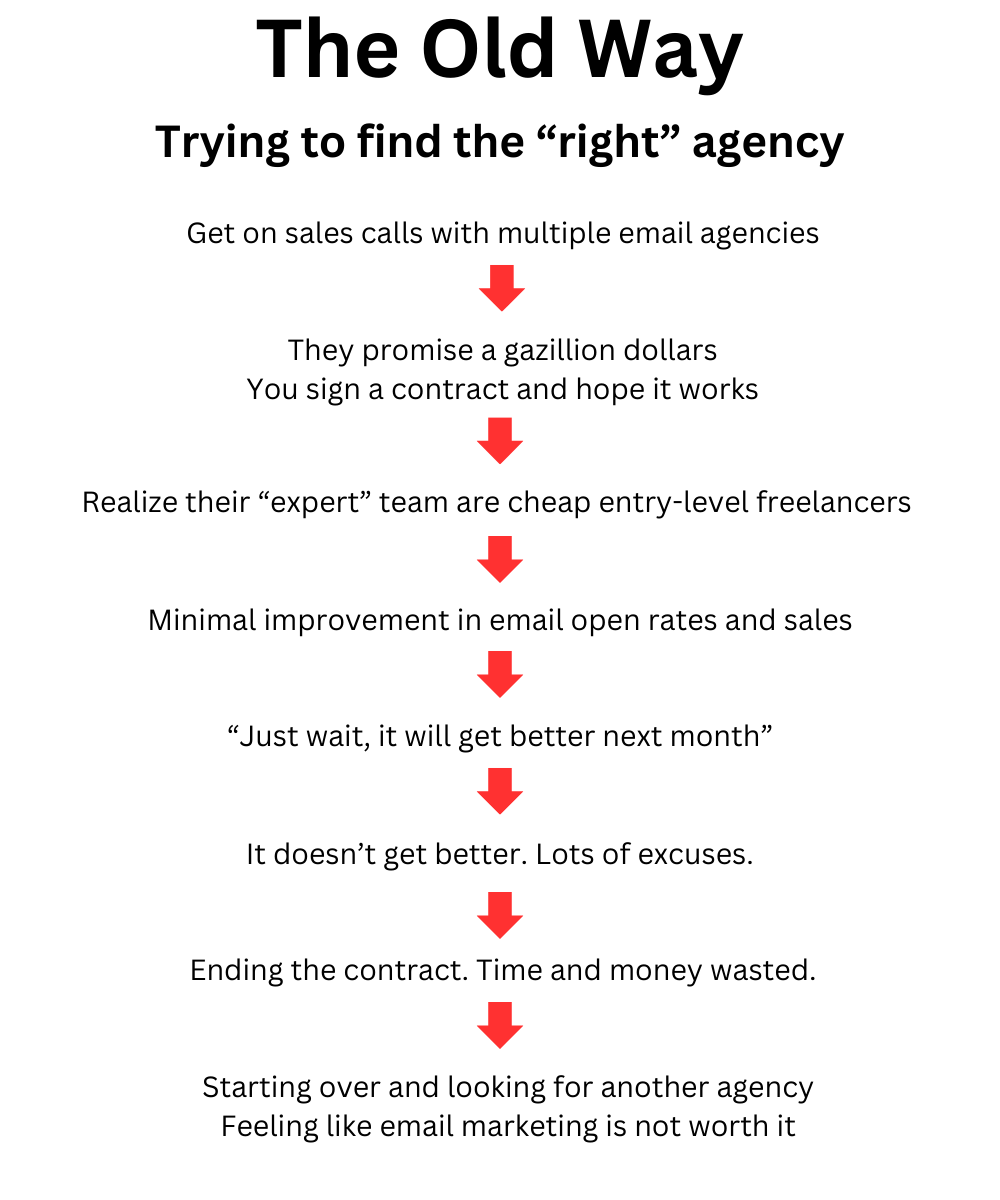 The Old Way
Trying to find the “right” agency
Get on sales calls with multiple email agencies
They promise a gazillion dollars
You sign a contract and hope it works
Realize their “expert” team are cheap entry-level freelancers
Minimal improvement in email open rates and sales
“Just wait, it will get better next month”
It doesn’t get better. Lots of excuses.
Ending the contract. Time and money wasted.
Starting over and looking for another agency
Feeling like email marketing is not worth it